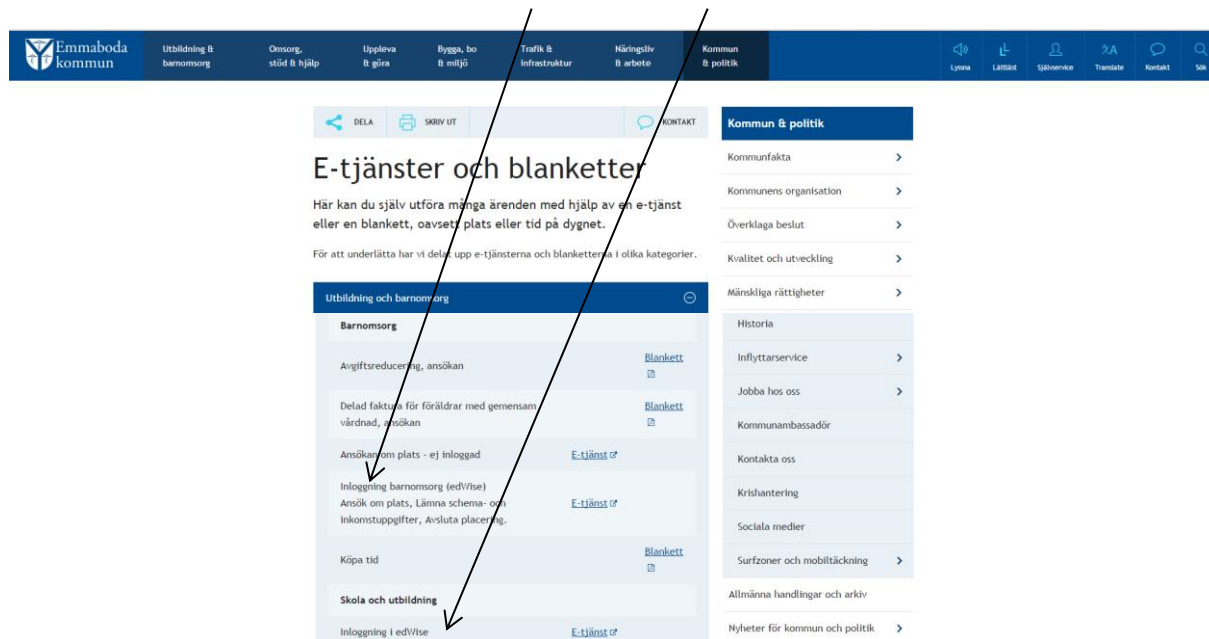 Emmaboda
kommun
Utbildning &
barnomsorg
Omsorg,
stöd & hjälp
Uppleva
& göra
Bygga, bo
& miljö
Trafik &
infrastruktur
Näringsliv
& arbete
Kommun
& politik
Lyssna
Lättläst
Självservice
Translate
Kontakt
Sök
DELA
SKRIV UT
KONTAKT
E-tjänster och blanketter
Här kan du själv utföra många ärenden med hjälp av en e-tjänst
eller en blankett, oavsett plats eller tid på dygnet.
För att underlätta har vi delat upp e-tjänsterna och blanketterna i olika kategorier.
Utbildning och barnomsorg
Barnomsorg
Avgiftsreducering, ansökan
Blankett
Delad faktura för föräldrar med gemensam
vårdnad, ansökan
Blankett
Ansökan om plats - ej inloggad
E-tjänst
Inloggning barnomsorg (edWise)
Ansök om plats, Lämna schema- och
inkomstuppgifter, Avsluta placering.
E-tjänst
Köpa tid
Blankett
Skola och utbildning
Inloggning i edWise
E-tjänst
Kommun & politik
Kommunfakta
Kommunens organisation
Överklaga beslut
Kvalitet och utveckling
Mänskliga rättigheter
Historia
Inflyttarservice
Jobba hos oss
Kommunambassadör
Kontakta oss
Krishantering
Sociala medier
Surfzoner och mobiltäckning
Allmänna handlingar och arkiv
Nyheter för kommun och politik